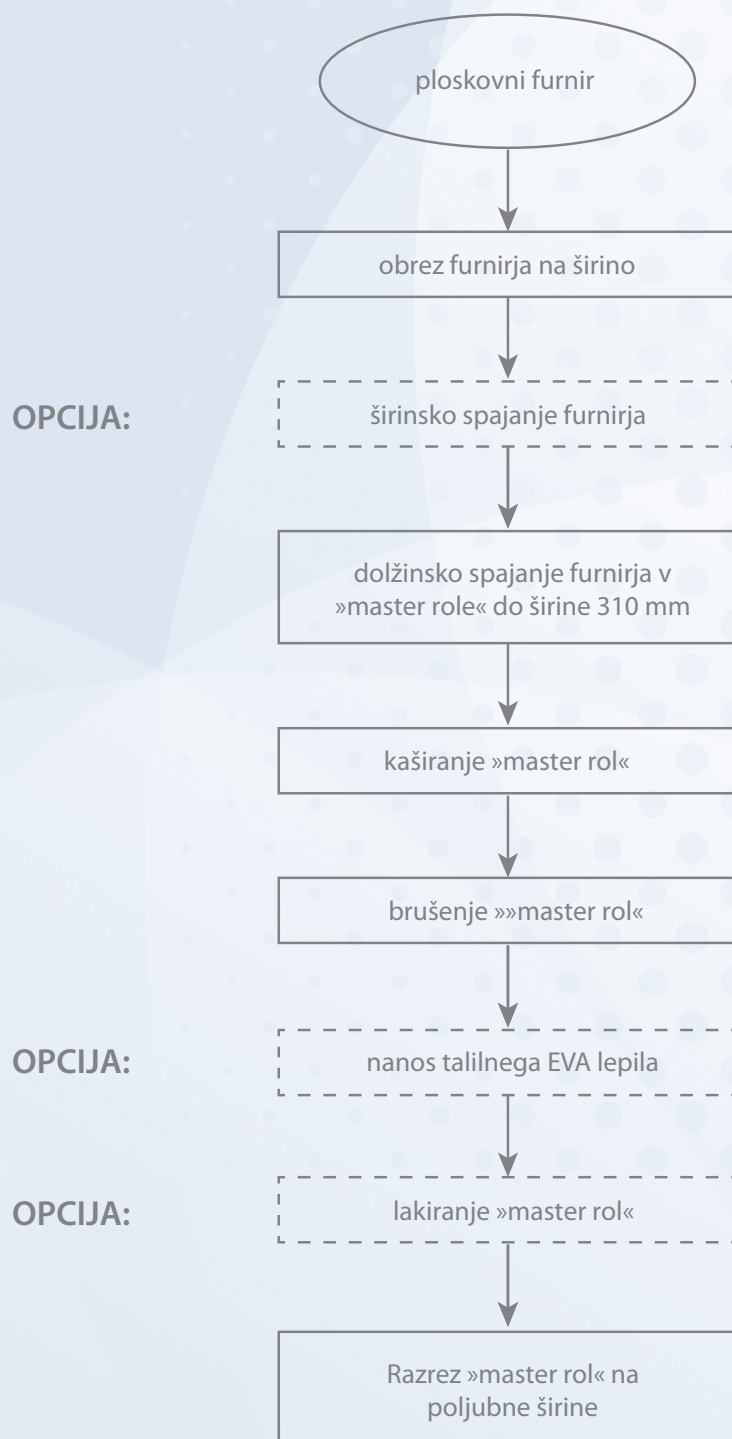 ploskovni furnir
obrez furnirja na širino
OPCIJA:
širinsko spajanje furnirja
dolžinsko spajanje furnirja v
»master role« do širine 310 mm
kaširanje »master rol«
brušenje »»master rol«
OPCIJA:
nanos talilnega EVA lepila
OPCIJA:
lakiranje »master rol«
Razrez »master rol« na
poljubne širine